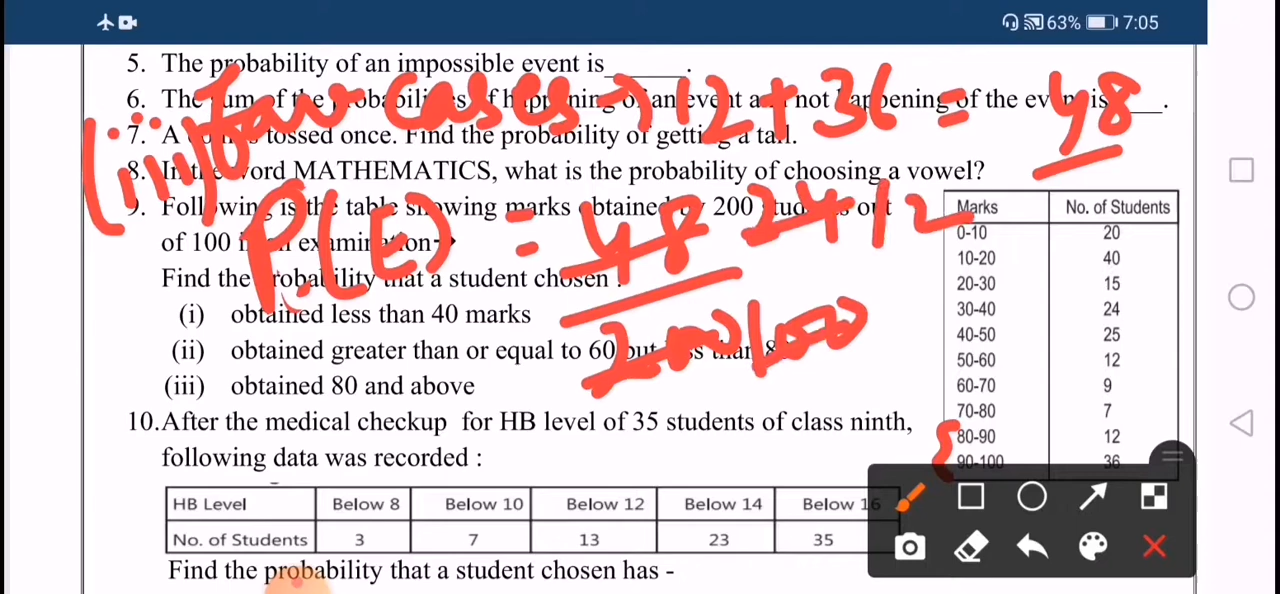 63% 7:05
5. The probability of an impossible event is______.
6. The sum of the probabilities of happening of an event and not happening of the event is ____.
(iii) Fav cases → 12 + 36 = 48
7. A coin is tossed once. Find the probability of getting a tail.
8. In the word MATHEMATICS, what is the probability of choosing a vowel?
9. Following is the table showing marks obtained by 200 students out
of 100 in an examination→
P.(E) = 48 24 12
200 100
Find the probability that a student chosen :
(i) obtained less than 40 marks
(ii) obtained greater than or equal to 60 but less than 80
(iii) obtained 80 and above
Marks No. of Students
0-10 20
10-20 40
20-30 15
30-40 24
40-50 25
50-60 12
60-70 9
70-80 7
80-90 12
90-100 36
10.After the medical checkup for HB level of 35 students of class ninth,
following data was recorded :
HB Level Below 8 Below 10 Below 12 Below 14 Below 16
No. of Students 3 7 13 23 35
Find the probability that a student chosen has -